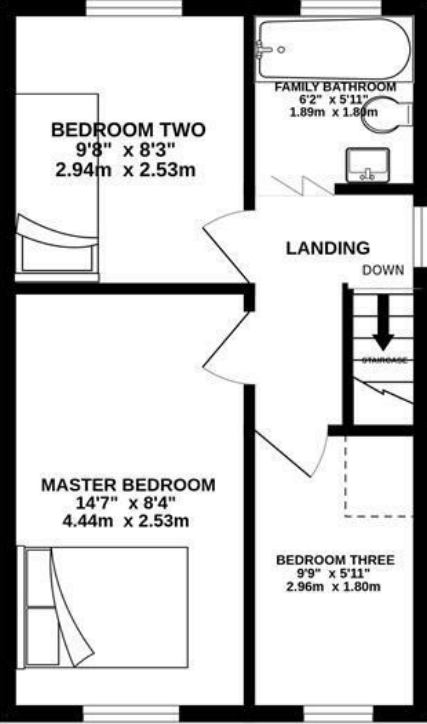 FAMILY BATHROOM
6'2" x 5'11"
1.89m x 1.80m
BEDROOM TWO
9'8" x 8'3"
2.94m x 2.53m
LANDING
DOWN
STAIRCASE
MASTER BEDROOM
14'7" x 8'4"
4.44m x 2.53m
BEDROOM THREE
9'9" x 5'11"
2.96m x 1.80m